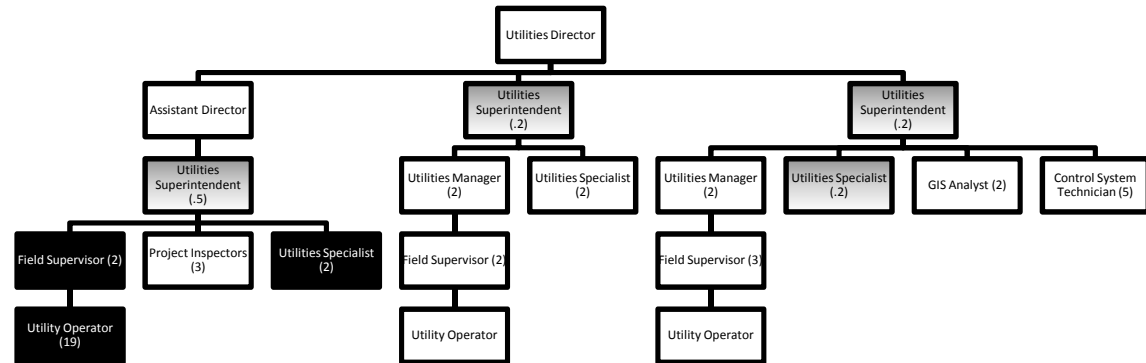 Utilities Director
Assistant Director
Utilities
Superintendent
(.2)
Utilities
Superintendent
(.2)
Utilities
Superintendent
(.5)
Utilities Manager
(2)
Utilities Specialist
(2)
Utilities Manager
(2)
Utilities Specialist
(.2)
GIS Analyst (2)
Control System
Technician (5)
Field Supervisor (2)
Project Inspectors
(3)
Utilities Specialist
(2)
Field Supervisor (2)
Field Supervisor (3)
Utility Operator
(19)
Utility Operator
Utility Operator